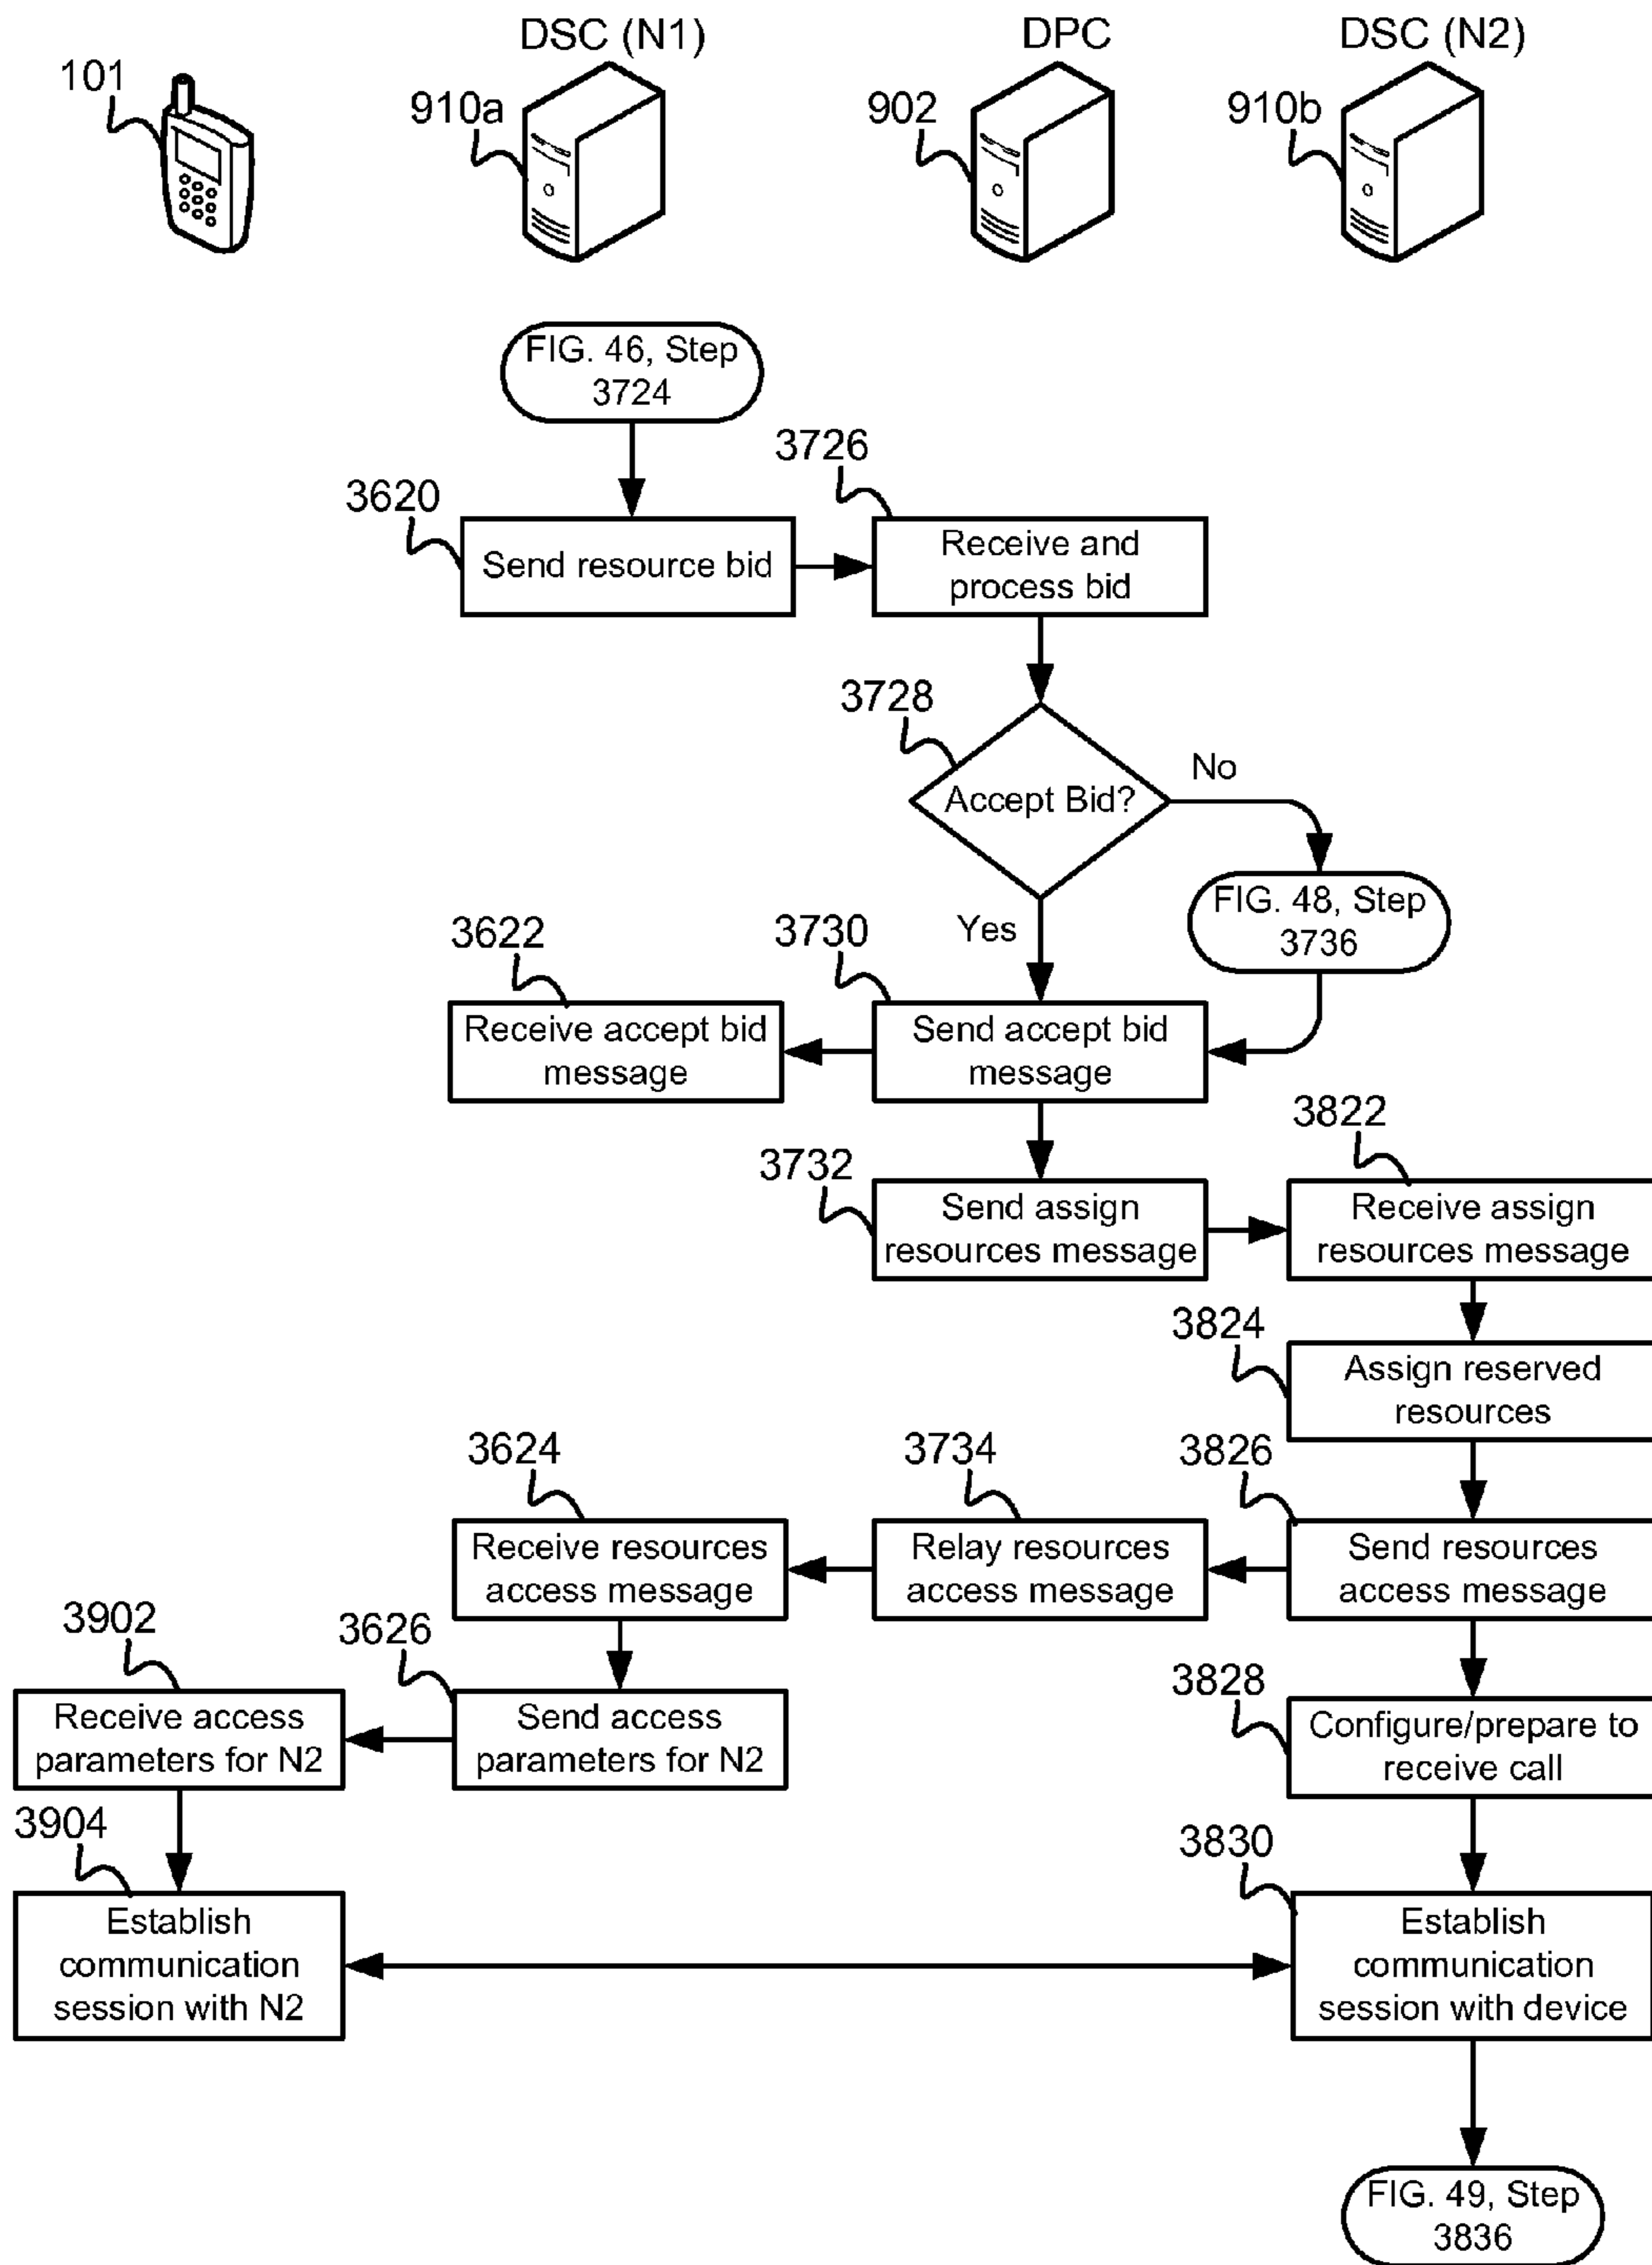 DSC (N1)
DPC
DSC (N2)
101
910a
902
910b
FIG. 46, Step
3724
3726
3620
Send resource bid
Receive and
process bid
3728
No
Accept Bid?
FIG. 48, Step
3736
Yes
3622
3730
Receive accept bid
message
Send accept bid
message
3822
3732
Send assign
resources message
Receive assign
resources message
3824
Assign reserved
resources
3624
3734
3826
Receive resources
access message
Relay resources
access message
Send resources
access message
3902
3626
3828
Receive access
parameters for N2
Send access
parameters for N2
Configure/prepare to
receive call
3904
3830
Establish
communication
session with N2
Establish
communication
session with device
FIG. 49, Step
3836